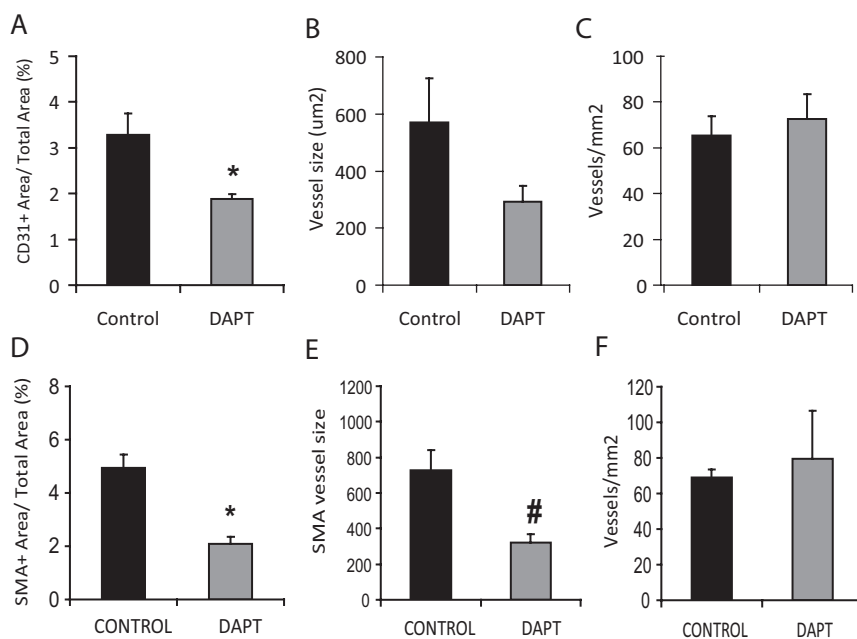 A
CD31+ Area/ Total Area (%)
5
4
3
2
1
0
*
Control DAPT
B
Vessel size (um2)
800
600
400
200
0
Control DAPT
C
Vessels/mm2
100
80
60
40
20
0
Control DAPT
D
SMA+ Area/ Total Area (%)
8
6
4
2
0
*
CONTROL DAPT
E
SMA vessel size
1200
1000
800
600
400
200
0
#
CONTROL DAPT
F
Vessels/mm2
120
100
80
60
40
20
0
CONTROL DAPT